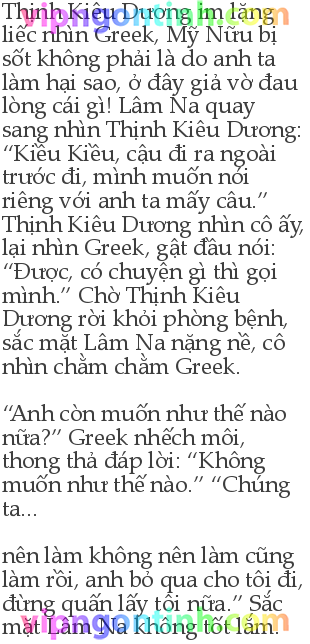 Thịnh Kiêu Dương im lặng
liếc nhìn Greek, Mỹ Nữu bị
sốt không phải là do anh ta
làm hại sao, ở đây giả vờ đau
lòng cái gì! Lâm Na quay
sang nhìn Thịnh Kiêu Dương:
“Kiều Kiều, cậu đi ra ngoài
trước đi, mình muốn nói
riêng với anh ta mấy câu.”
Thịnh Kiêu Dương nhìn cô ấy,
lại nhìn Greek, gật đầu nói:
“Được, có chuyện gì thì gọi
mình.” Chờ Thịnh Kiêu
Dương rời khỏi phòng bệnh,
sắc mặt Lâm Na nặng nề, cô
nhìn chằm chằm Greek.
“Anh còn muốn như thế nào
nữa?” Greek nhếch môi,
thong thả đáp lời: “Không
muốn như thế nào.” “Chúng
ta...
nên làm không nên làm cũng
làm rồi, anh bỏ qua cho tôi đi,
đừng quấn lấy tôi nữa.” Sắc
mặt Lâm Na không tốt lắm.
vipngontinh.com
vipngontinh.com